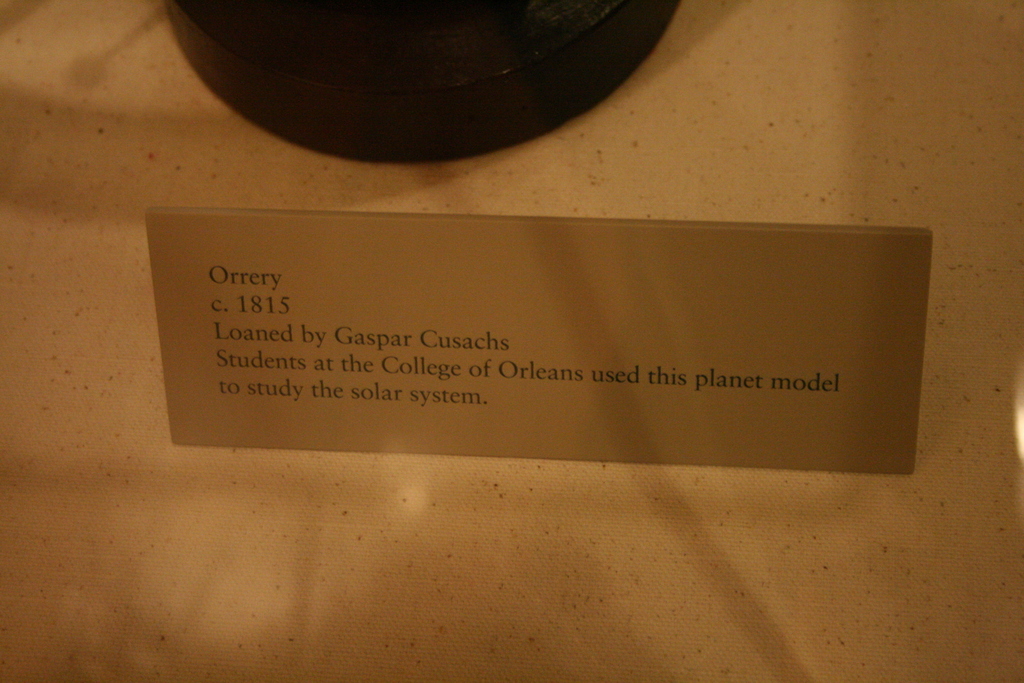 Orrery
c. 1815
Loaned by Gaspar Cusachs
Students at the College of Orleans used this planet model
to study the solar system.